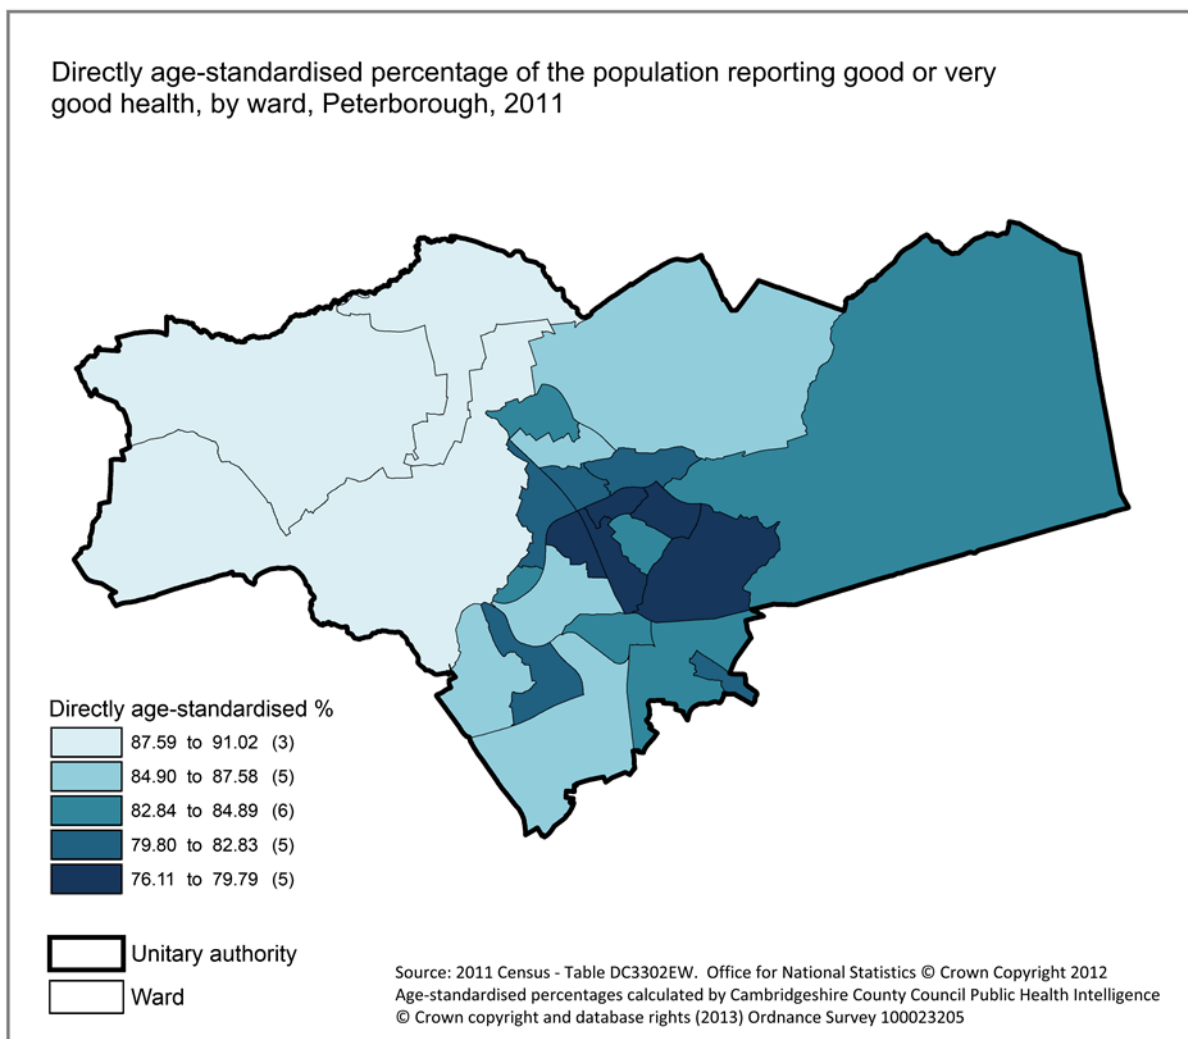 Directly age-standardised percentage of the population reporting good or very
good health, by ward, Peterborough, 2011
Directly age-standardised %
87.59 to 91.02 (3)
84.90 to 87.58 (5)
82.84 to 84.89 (6)
79.80 to 82.83 (5)
76.11 to 79.79 (5)
Unitary authority
Ward
Source: 2011 Census - Table DC3302EW. Office for National Statistics © Crown Copyright 2012
Age-standardised percentages calculated by Cambridgeshire County Council Public Health Intelligence
© Crown copyright and database rights (2013) Ordnance Survey 100023205